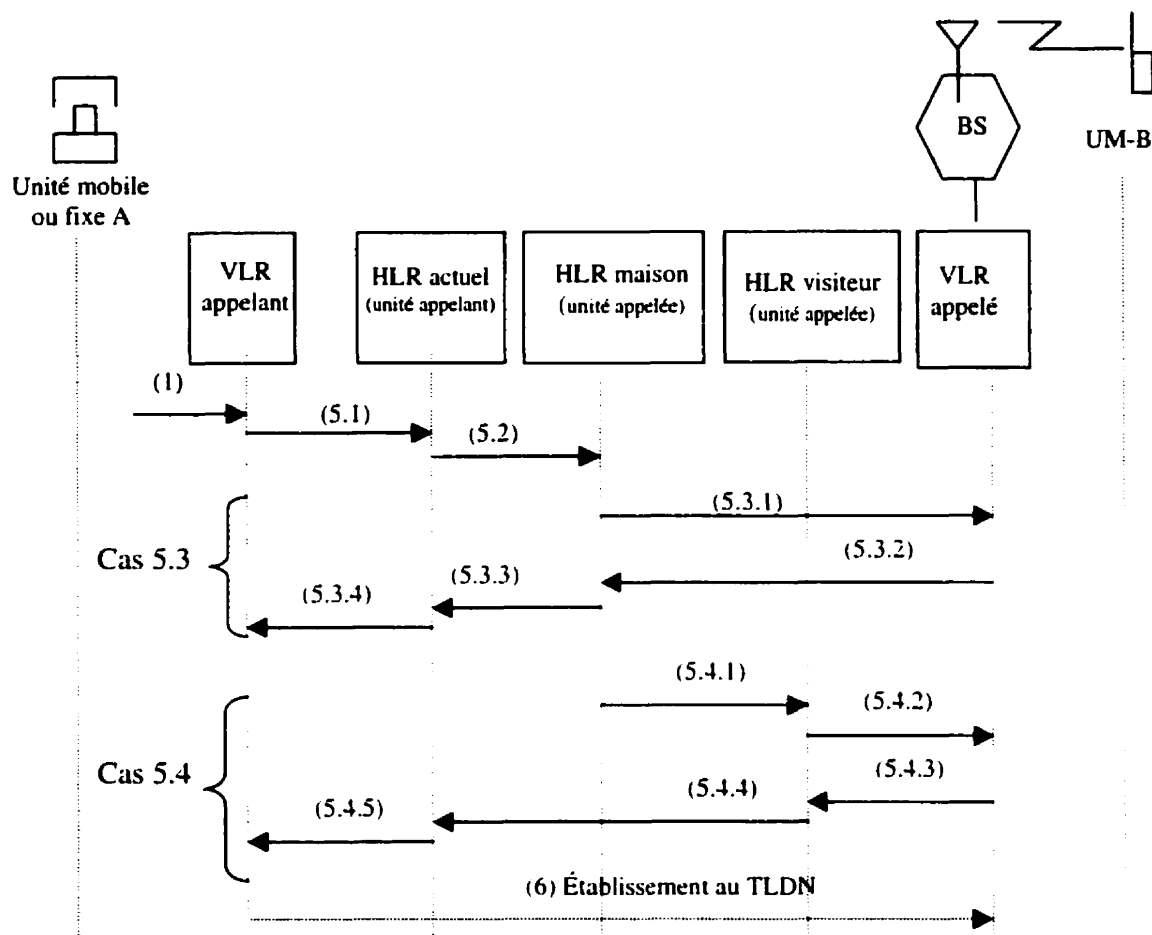 BS
UM-B
Unité mobile
ou fixe A
VLR
appelant
HLR actuel
(unité appelant)
HLR maison
(unité appelée)
HLR visiteur
(unité appelée)
VLR
appelé
(1)
(5.1)
(5.2)
(5.3.1)
Cas 5.3
(5.3.2)
(5.3.3)
(5.3.4)
(5.4.1)
(5.4.2)
Cas 5.4
(5.4.3)
(5.4.4)
(5.4.5)
(6) Établissement au TLDN